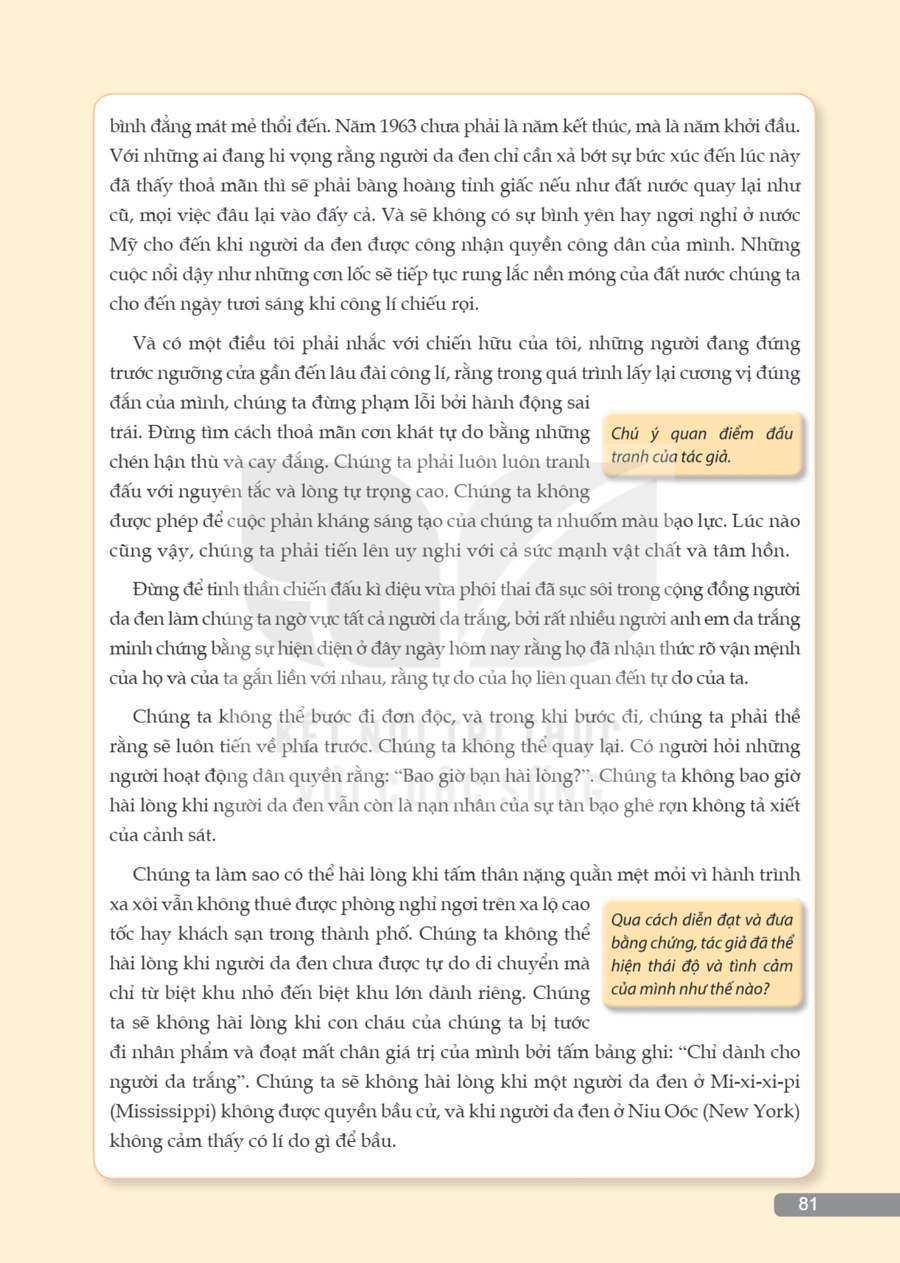 bình đẳng mát mẻ thổi đến. Năm 1963 chưa phải là năm kết thúc, mà là năm khởi đầu.
Với những ai đang hi vọng rằng người da đen chỉ cần xả bớt sự bức xúc đến lúc này
đã thấy thoả mãn thì sẽ phải bàng hoàng tỉnh giấc nếu như đất nước quay lại như
cũ, mọi việc đâu lại vào đấy cả. Và sẽ không có sự bình yên hay ngơi nghỉ ở nước
Mỹ cho đến khi người da đen được công nhận quyền công dân của mình. Những
cuộc nổi dậy như những cơn lốc sẽ tiếp tục rung lắc nền móng của đất nước chúng ta
cho đến ngày tươi sáng khi công lí chiếu rọi.
Và có một điều tôi phải nhắc với chiến hữu của tôi, những người đang đứng
trước ngưỡng cửa gần đến lâu đài công lí, rằng trong quá trình lấy lại cương vị đúng
đắn của mình, chúng ta đừng phạm lỗi bởi hành động sai
trái. Đừng tìm cách thoả mãn cơn khát tự do bằng những
chén hận thù và cay đắng. Chúng ta phải luôn luôn tranh
đấu với nguyên tắc và lòng tự trọng cao. Chúng ta không
được phép để cuộc phản kháng sáng tạo của chúng ta nhuốm màu bạo lực. Lúc nào
cũng vậy, chúng ta phải tiến lên uy nghi với cả sức mạnh vật chất và tâm hồn.
Chú ý quan điểm đấu
tranh của tác giả.
Đừng để tinh thần chiến đấu kì diệu vừa phôi thai đã sục sôi trong cộng đồng người
da đen làm chúng ta ngờ vực tất cả người da trắng, bởi rất nhiều người anh em da trắng
minh chứng bằng sự hiện diện ở đây ngày hôm nay rằng họ đã nhận thức rõ vận mệnh
của họ và của ta gắn liền với nhau, rằng tự do của họ liên quan đến tự do của ta.
Chúng ta không thể bước đi đơn độc, và trong khi bước đi, chúng ta phải thề
rằng sẽ luôn tiến về phía trước. Chúng ta không thể quay lại. Có người hỏi những
người hoạt động dân quyền rằng: “Bao giờ bạn hài lòng?”. Chúng ta không bao giờ
hài lòng khi người da đen vẫn còn là nạn nhân của sự tàn bạo ghê rợn không tả xiết
của cảnh sát.
Chúng ta làm sao có thể hài lòng khi tấm thân nặng quằn mệt mỏi vì hành trình
xa xôi vẫn không thuê được phòng nghỉ ngơi trên xa lộ cao
tốc hay khách sạn trong thành phố. Chúng ta không thể
hài lòng khi người da đen chưa được tự do di chuyển mà
chỉ từ biệt khu nhỏ đến biệt khu lớn dành riêng. Chúng
ta sẽ không hài lòng khi con cháu của chúng ta bị tước
đi nhân phẩm và đoạt mất chân giá trị của mình bởi tấm bảng ghi: “Chỉ dành cho
người da trắng”. Chúng ta sẽ không hài lòng khi một người da đen ở Mi-xi-xi-pi
(Mississippi) không được quyền bầu cử, và khi người da đen ở Niu Oóc (New York)
không cảm thấy có lí do gì để bầu.
Qua cách diễn đạt và đưa
bằng chứng, tác giả đã thể
hiện thái độ và tình cảm
của mình như thế nào?
KẾT NỐI TRI THỨC
VỚI CUỘC SỐNG
81